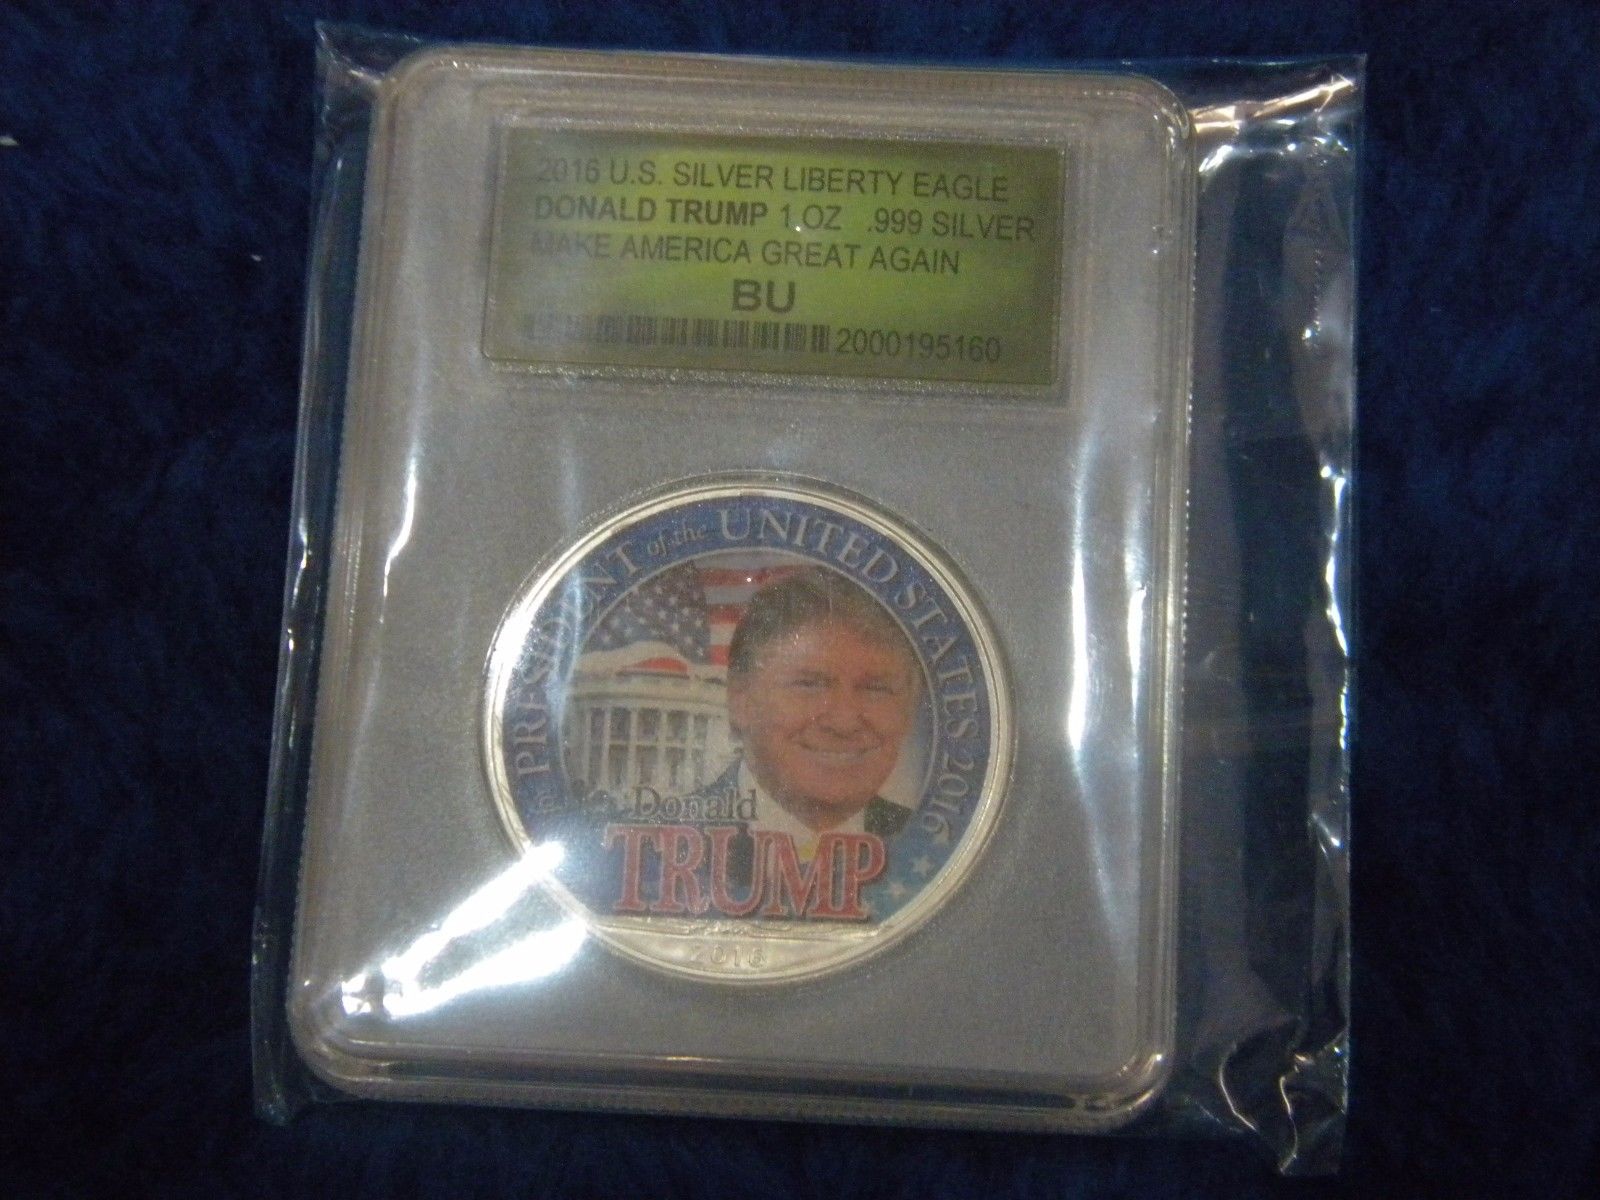 2016 U.S. SILVER LIBERTY EAGLE
DONALD TRUMP 1 OZ .999 SILVER
MAKE AMERICA GREAT AGAIN
BU
2000195160
PRESIDENT of the UNITED STATES 2016
Donald
TRUMP
2016